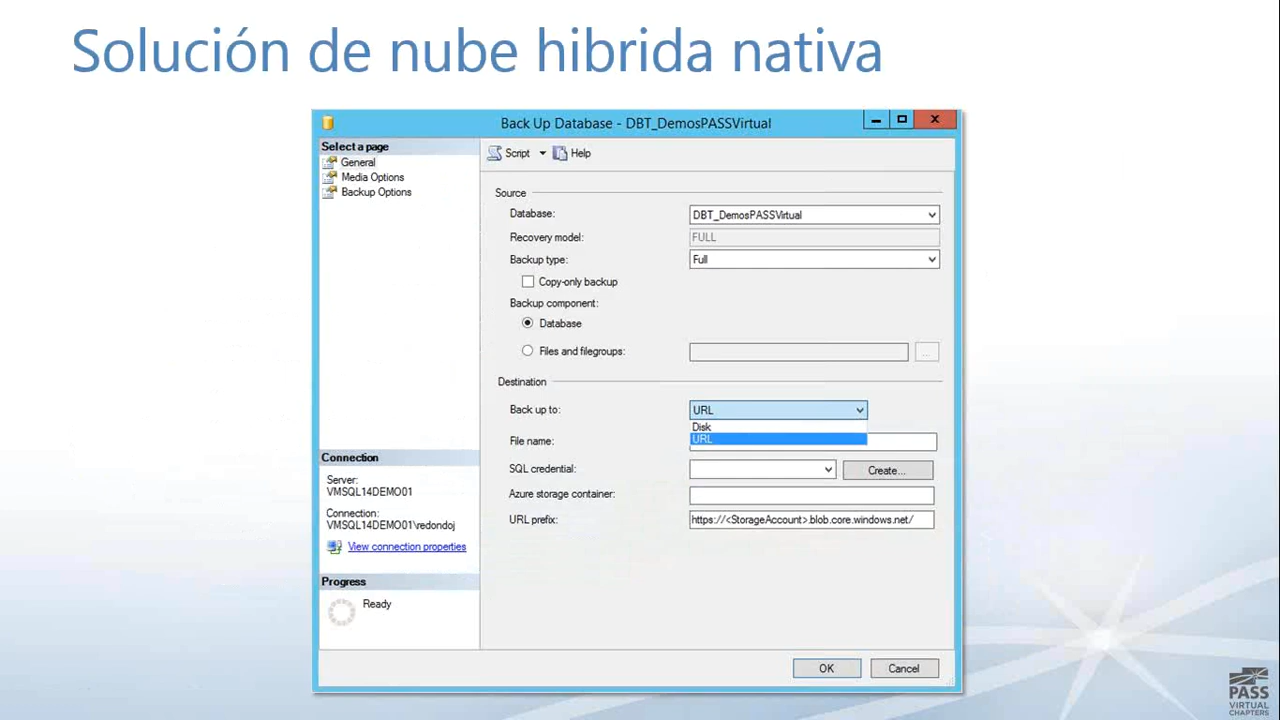 Solución de nube hibrida nativa
Back Up Database - DBT_DemosPASSVirtual
Select a page
General
Media Options
Backup Options
Script
Help
Source
Database:
DBT_DemosPASSVirtual
Recovery model:
FULL
Backup type:
Full
Copy-only backup
Backup component:
Database
Files and filegroups:
...
Destination
Back up to:
URL
Disk
URL
File name:
SQL credential:
Create...
Azure storage container:
URL prefix:
https://<StorageAccount>.blob.core.windows.net/
Connection
Server:
VMSQL14DEMO01
Connection:
VMSQL14DEMO01\redondoj
View connection properties
Progress
Ready
OK
Cancel
PASS
VIRTUAL
CHAPTERS